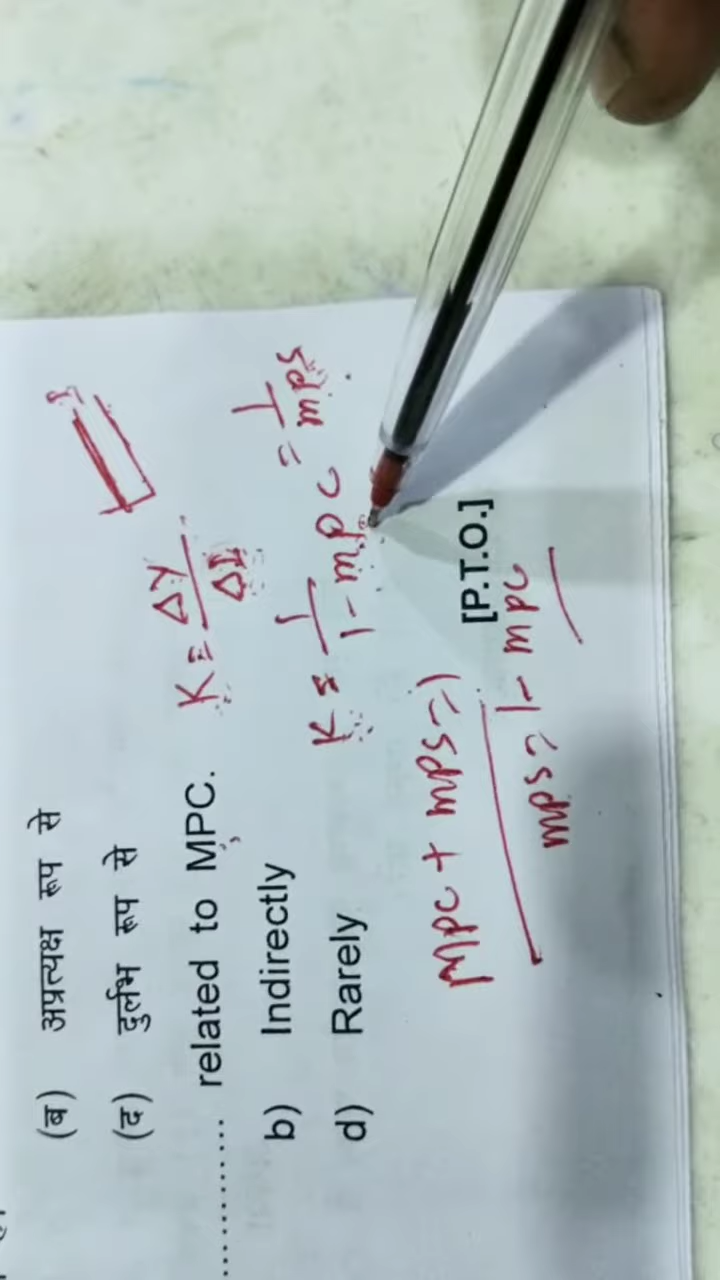 (ब) अप्रत्यक्ष रूप से
(द) दुर्लभ रूप से
............ related to MPC.
K = ΔY / ΔI
b) Indirectly
K = 1 / 1 - mpc = 1 / mps
d) Rarely
Mpc + mps = 1
[P.T.O.]
mps = 1 - mpc